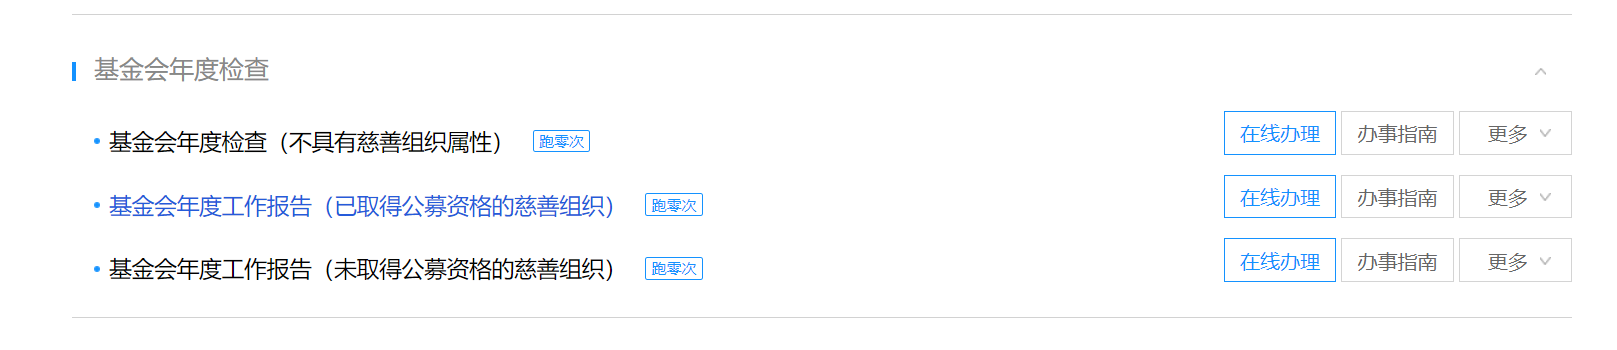 基金会年度检查
基金会年度检查（不具有慈善组织属性） 跑零次 在线办理 办事指南 更多
基金会年度工作报告（已取得公募资格的慈善组织） 跑零次 在线办理 办事指南 更多
基金会年度工作报告（未取得公募资格的慈善组织） 跑零次 在线办理 办事指南 更多